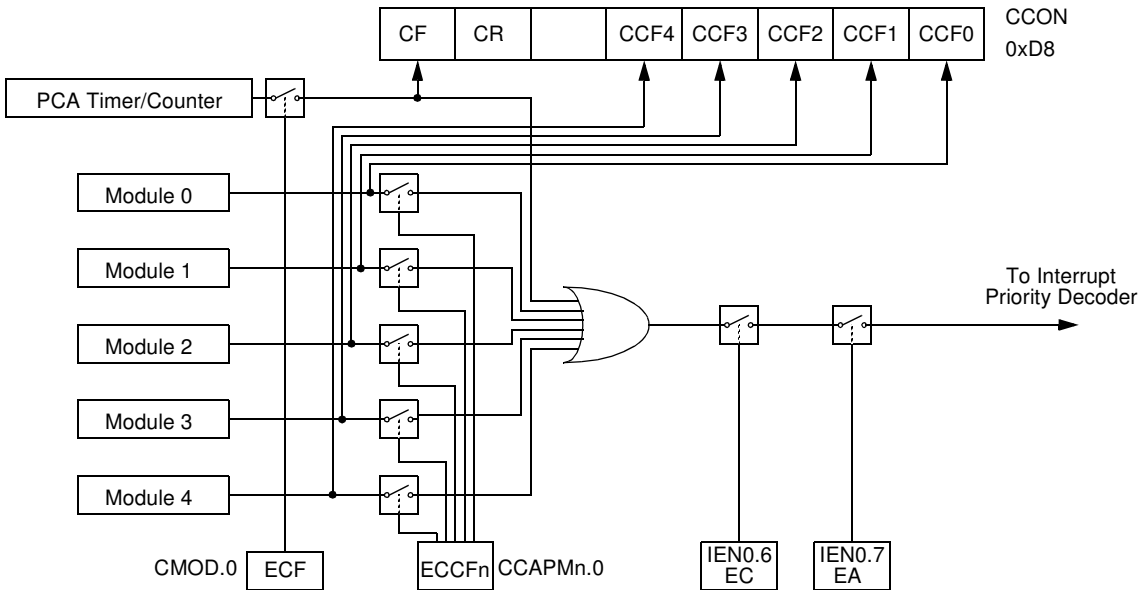 CF CR CCF4 CCF3 CCF2 CCF1 CCF0
CCON
0xD8
PCA Timer/Counter
Module 0
Module 1
Module 2
Module 3
Module 4
To Interrupt
Priority Decoder
CMOD.0 ECF
ECCFn CCAPMn.0
IEN0.6
EC
IEN0.7
EA